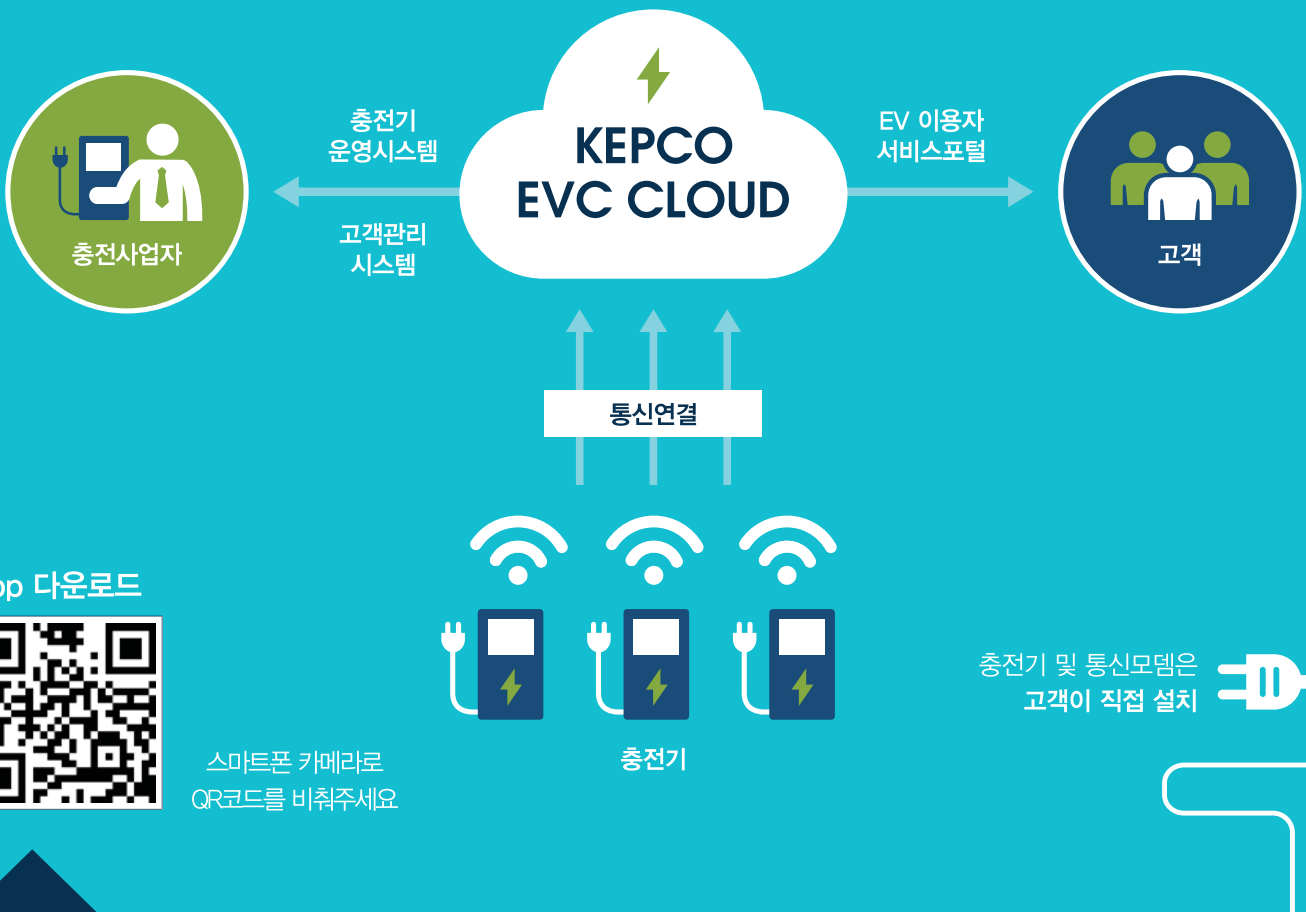 KEPCO
EVC CLOUD
충전기
운영시스템
고객관리
시스템
충전사업자
EV 이용자
서비스포털
고객
통신연결
충전기
다운로드
스마트폰 카메라로
QR코드를 비춰주세요
충전기 및 통신모뎀은
고객이 직접 설치